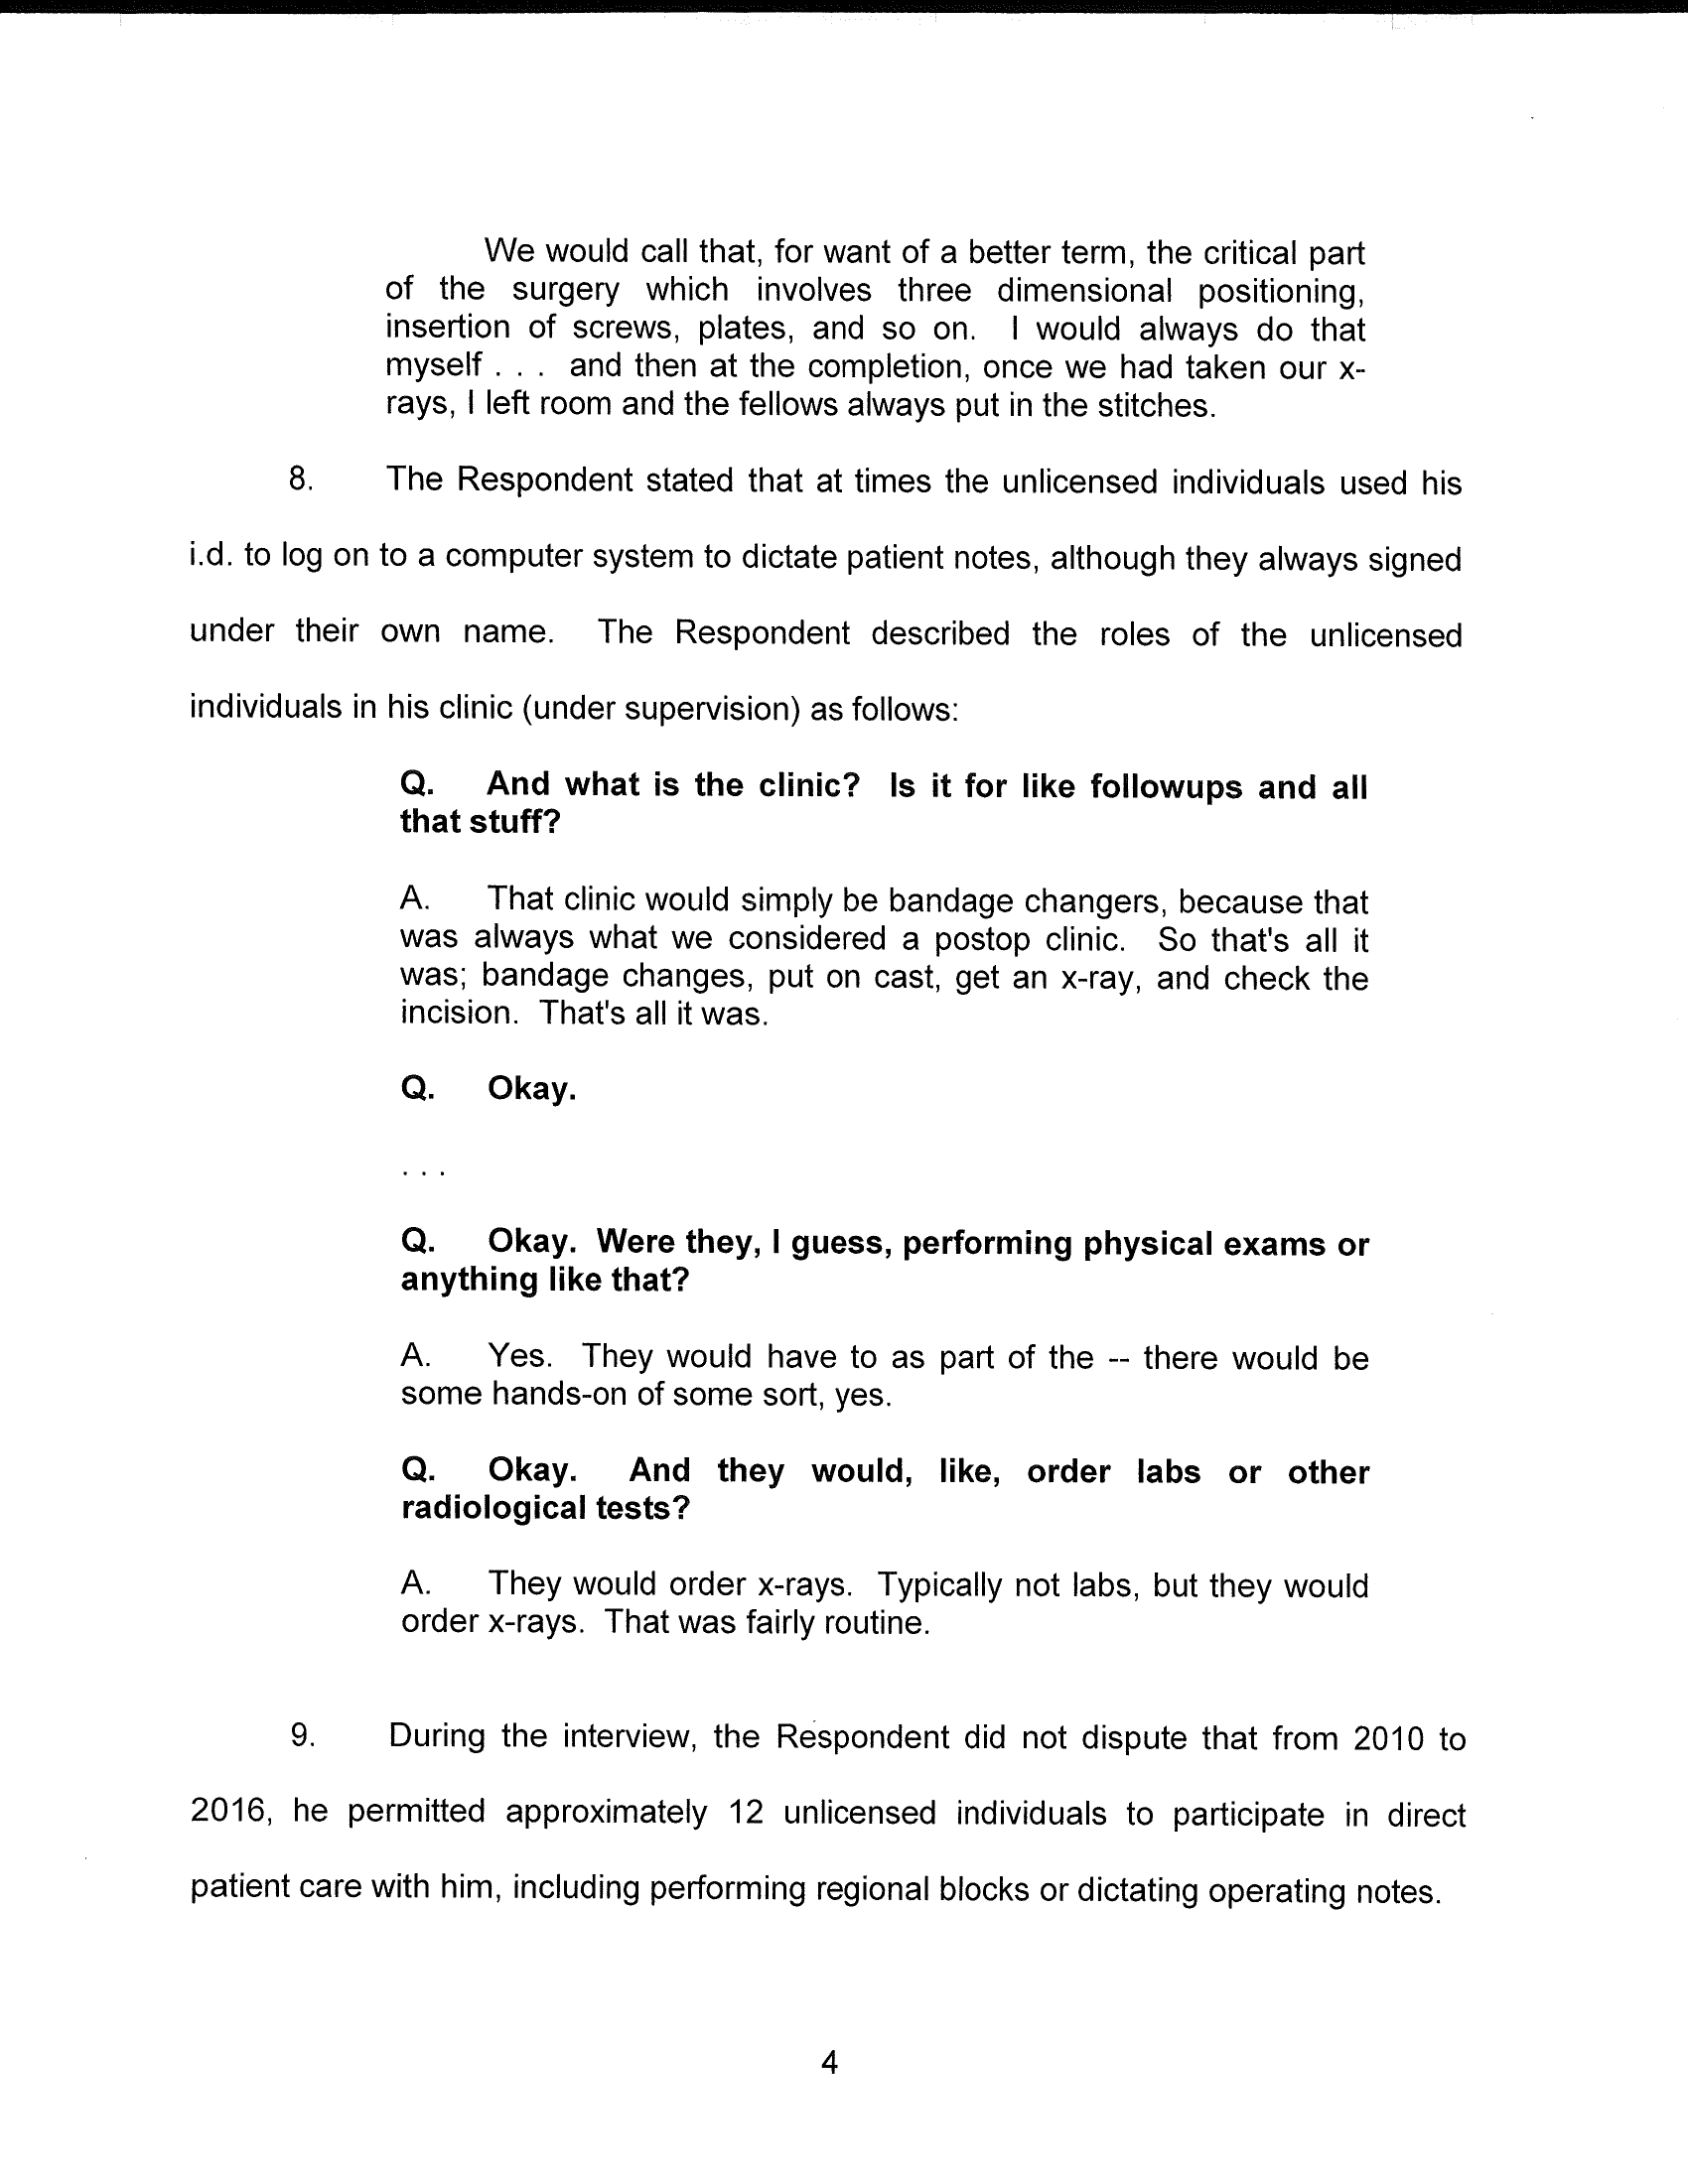 We would call that, for want of a better term, the critical part
of the surgery which involves three dimensional positioning,
insertion of screws, plates, and so on. I would always do that
myself . . . and then at the completion, once we had taken our x-
rays, I left room and the fellows always put in the stitches.
8. The Respondent stated that at times the unlicensed individuals used his
i.d. to log on to a computer system to dictate patient notes, although they always signed
under their own name. The Respondent described the roles of the unlicensed
individuals in his clinic (under supervision) as follows:
Q. And what is the clinic? Is it for like followups and all
that stuff?
A. That clinic would simply be bandage changers, because that
was always what we considered a postop clinic. So that's all it
was; bandage changes, put on cast, get an x-ray, and check the
incision. That's all it was.
Q. Okay.
. . .
Q. Okay. Were they, I guess, performing physical exams or
anything like that?
A. Yes. They would have to as part of the -- there would be
some hands-on of some sort, yes.
Q. Okay. And they would, like, order labs or other
radiological tests?
A. They would order x-rays. Typically not labs, but they would
order x-rays. That was fairly routine.
9. During the interview, the Respondent did not dispute that from 2010 to
2016, he permitted approximately 12 unlicensed individuals to participate in direct
patient care with him, including performing regional blocks or dictating operating notes.
4